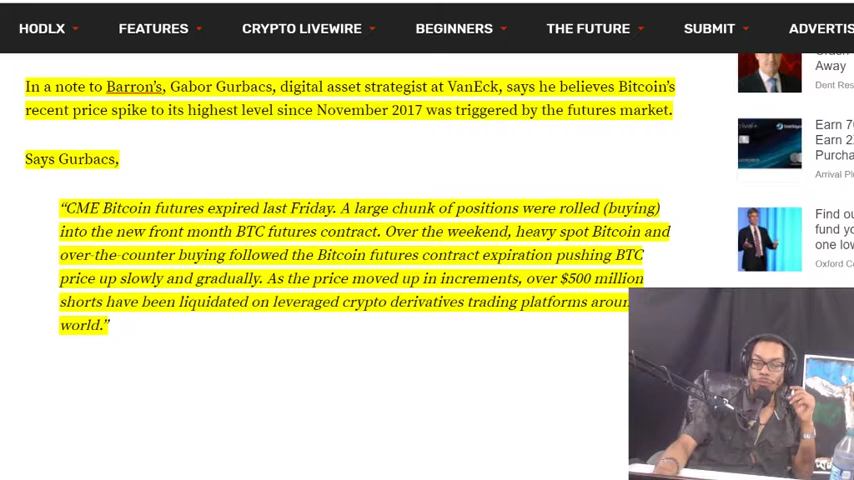 HODLX FEATURES CRYPTO LIVEWIRE BEGINNERS THE FUTURE SUBMIT
In a note to Barron's, Gabor Gurbacs, digital asset strategist at VanEck, says he believes Bitcoin's
recent price spike to its highest level since November 2017 was triggered by the futures market.
Says Gurbacs,
“CME Bitcoin futures expired last Friday. A large chunk of positions were rolled (buying)
into the new front month BTC futures contract. Over the weekend, heavy spot Bitcoin and
over-the-counter buying followed the Bitcoin futures contract expiration pushing BTC
price up slowly and gradually. As the price moved up in increments, over $500 million
shorts have been liquidated on leveraged crypto derivatives trading platforms
world.”
Away
Earn
Earn
Find
fund
one